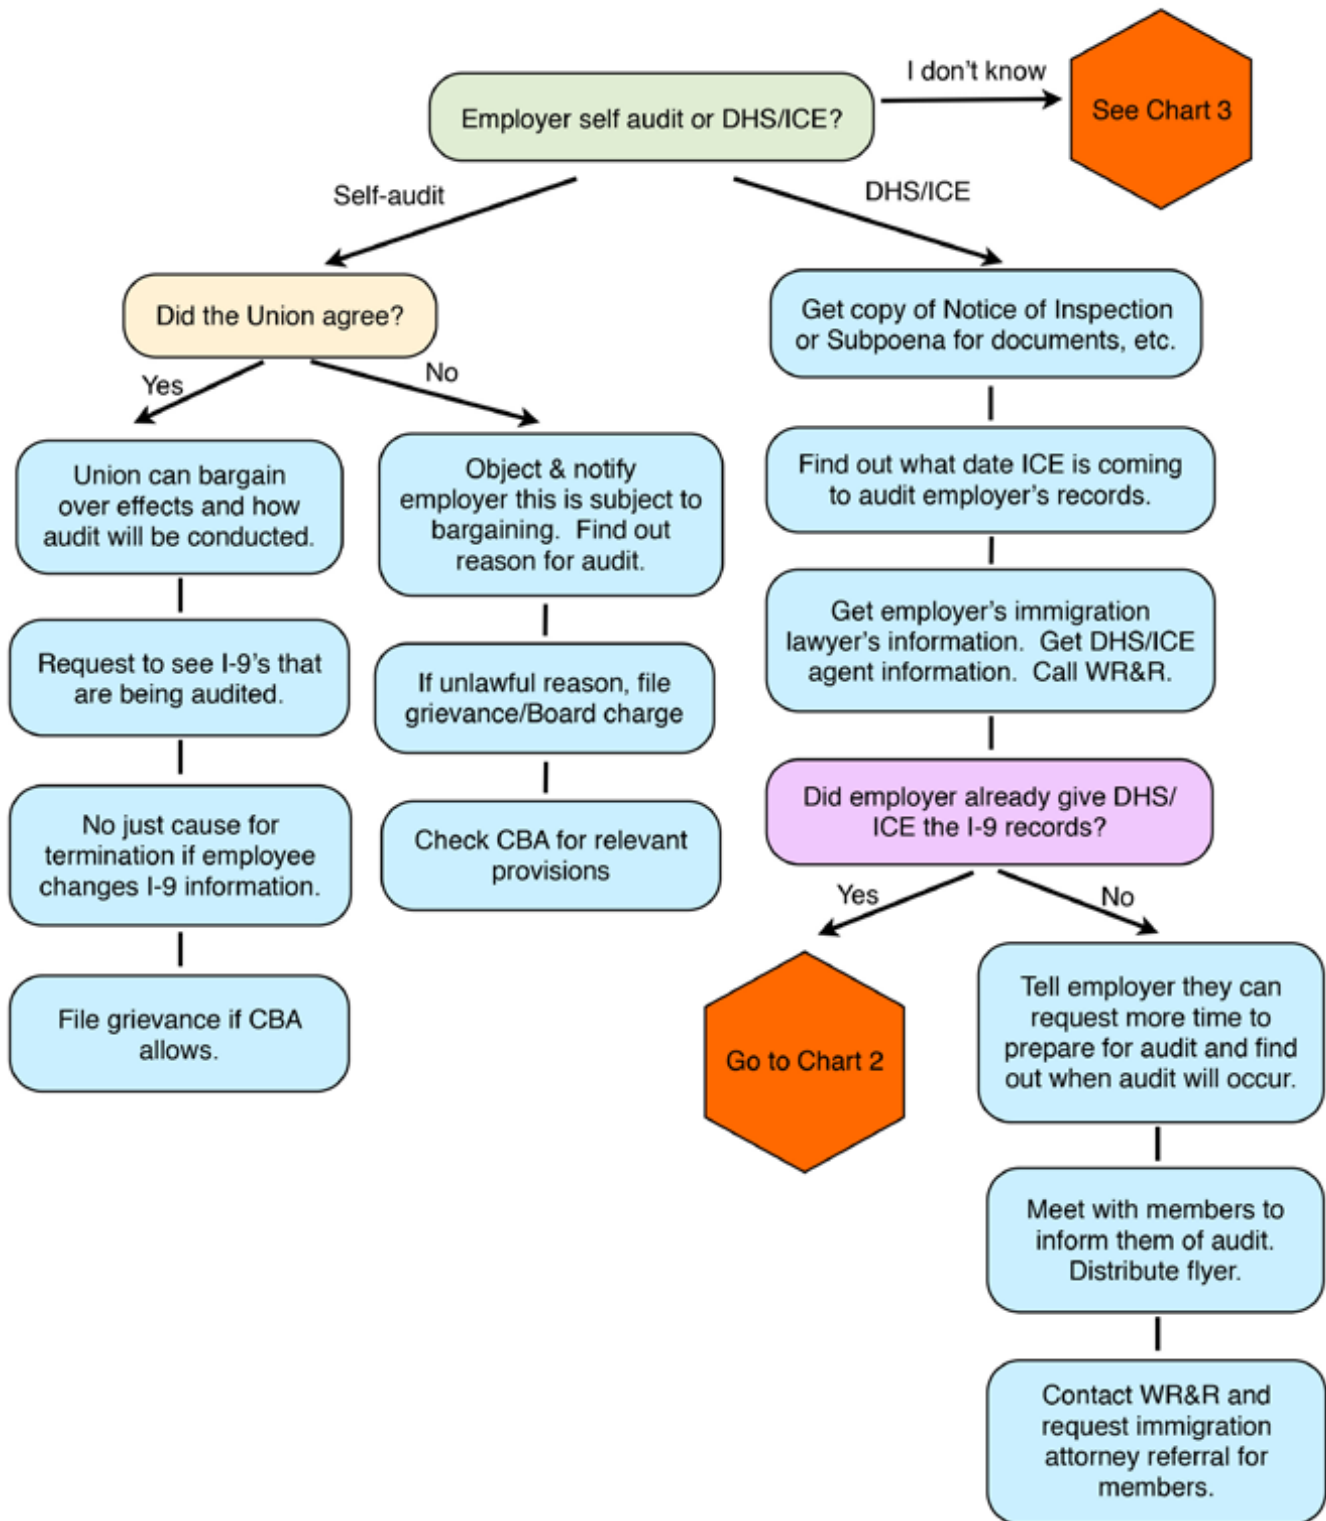 I don't know
See Chart 3
Employer self audit or DHS/ICE?
Self-audit
DHS/ICE
Did the Union agree?
Yes
No
Union can bargain
over effects and how
audit will be conducted.
Request to see I-9's that
are being audited.
No just cause for
termination if employee
changes I-9 information.
File grievance if CBA
allows.
Object & notify
employer this is subject to
bargaining. Find out
reason for audit.
If unlawful reason, file
grievance/Board charge
Check CBA for relevant
provisions
Get copy of Notice of Inspection
or Subpoena for documents, etc.
Find out what date ICE is coming
to audit employer's records.
Get employer's immigration
lawyer's information. Get DHS/ICE
agent information. Call WR&R.
Did employer already give DHS/
ICE the I-9 records?
Yes
No
Go to Chart 2
Tell employer they can
request more time to
prepare for audit and find
out when audit will occur.
Meet with members to
inform them of audit.
Distribute flyer.
Contact WR&R and
request immigration
attorney referral for
members.